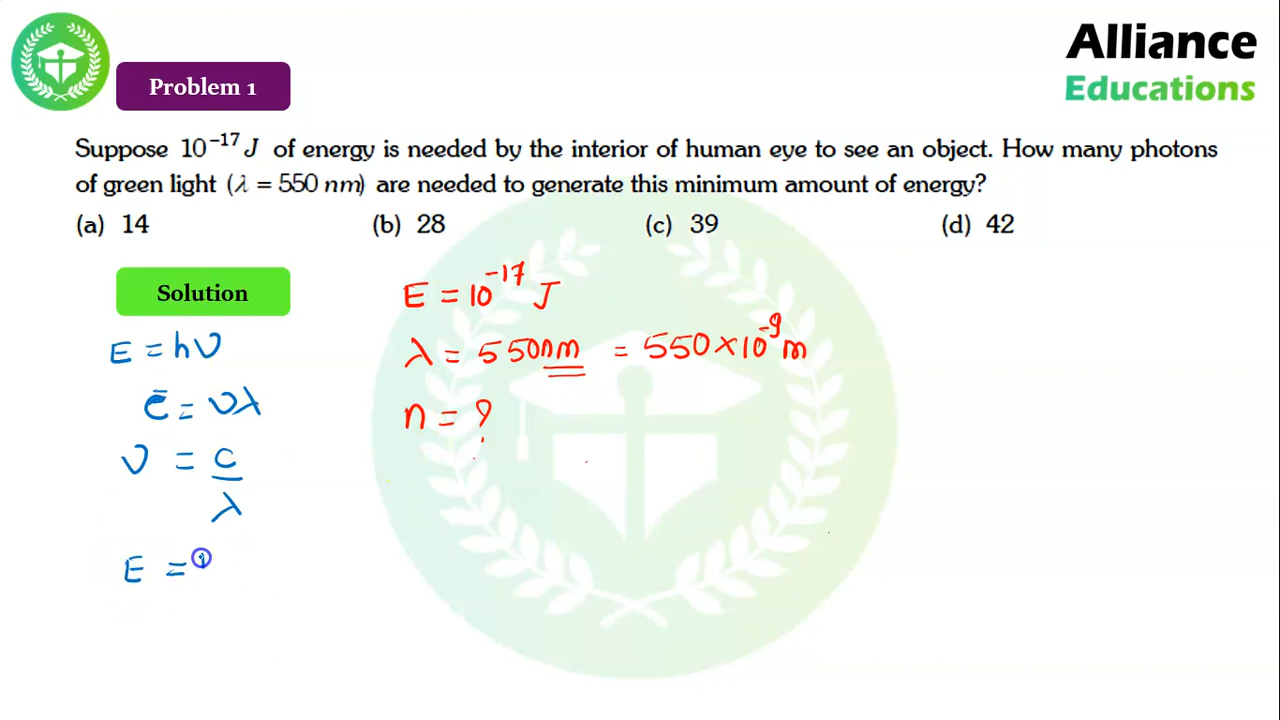 Alliance
Educations
Problem 1
Suppose 10⁻¹⁷ J of energy is needed by the interior of human eye to see an object. How many photons
of green light (λ = 550 nm) are needed to generate this minimum amount of energy?
(a) 14 (b) 28 (c) 39 (d) 42
Solution
E = 10⁻¹⁷ J
λ = 550nm = 550×10⁻⁹ m
n = ?
E = hν
c = νλ
ν = c/λ
E =